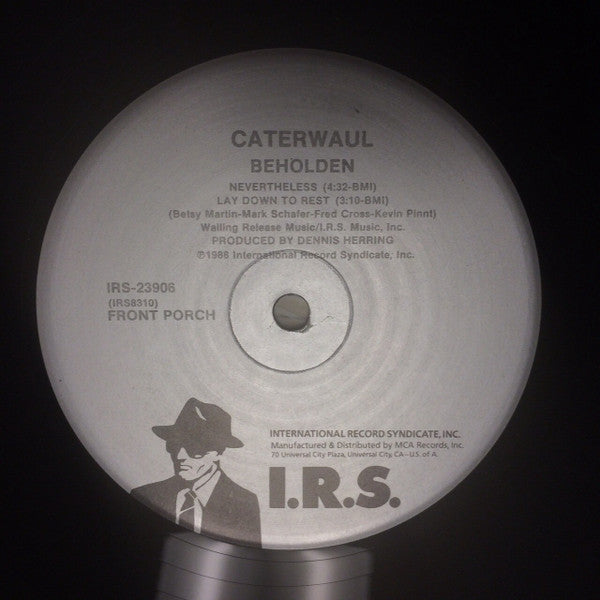 CATERWAUL
BEHOLDEN
NEVERTHELESS (4:32-BMI)
LAY DOWN TO REST (3:10-BMI)
(Betsy Martin-Mark Schafer-Fred Cross-Kevin Pinnt)
Wailing Release Music/I.R.S. Music, Inc.
PRODUCED BY DENNIS HERRING
℗1988 International Record Syndicate, Inc.
IRS-23906
(IRS8310)
FRONT PORCH
INTERNATIONAL RECORD SYNDICATE, INC.
Manufactured & Distributed by MCA Records, Inc.
70 Universal City Plaza, Universal City, CA-U.S. of A.
I.R.S.